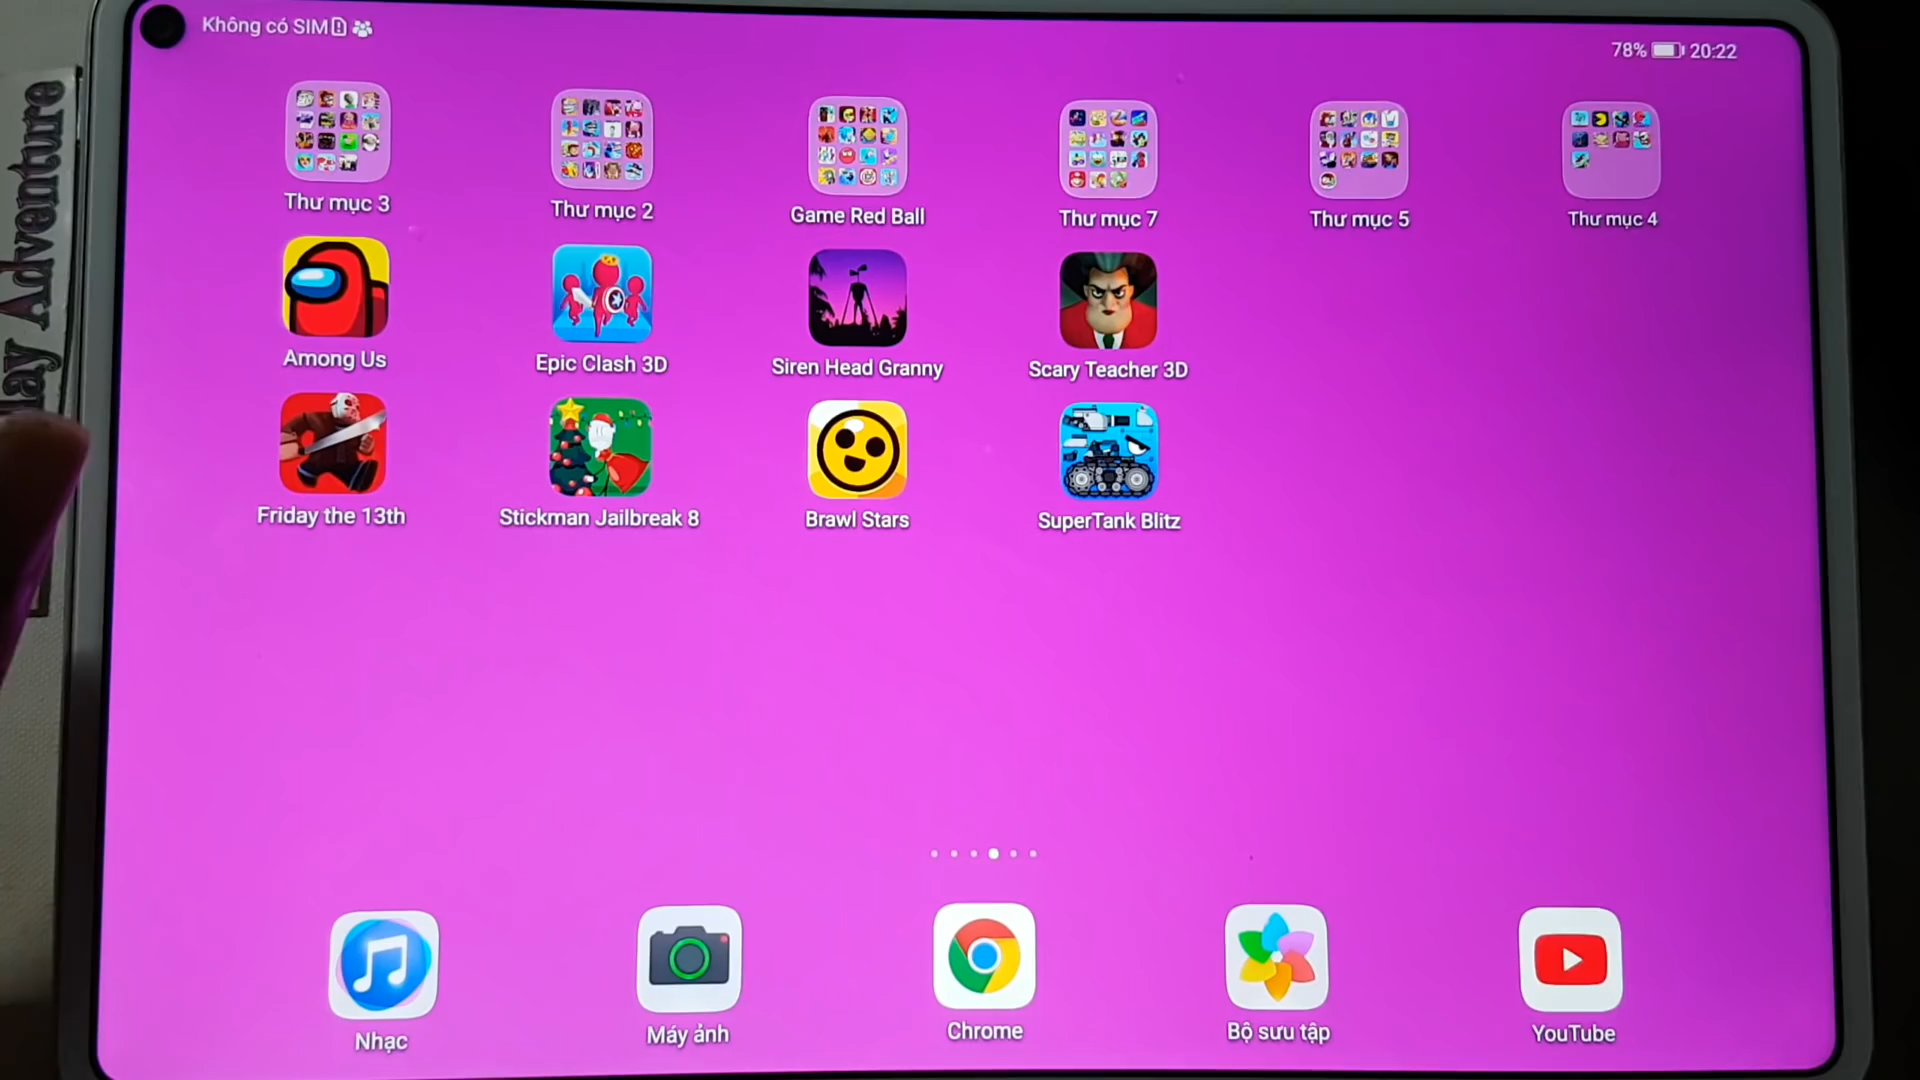 Không có SIM
78% 20:22
Thư mục 3
Thư mục 2
Game Red Ball
Thư mục 7
Thư mục 5
Thư mục 4
Among Us
Epic Clash 3D
Siren Head Granny
Scary Teacher 3D
Friday the 13th
Stickman Jailbreak 8
Brawl Stars
SuperTank Blitz
Nhạc
Máy ảnh
Chrome
Bộ sưu tập
YouTube
Adventure